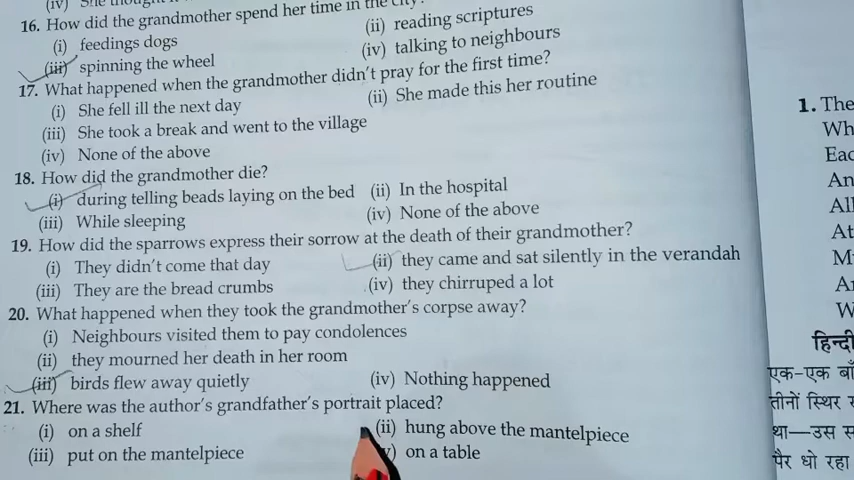 (iv) She thought
16. How did the grandmother spend her time in the city?
(i) feedings dogs (ii) reading scriptures
(iii) spinning the wheel (iv) talking to neighbours
17. What happened when the grandmother didn't pray for the first time?
(i) She fell ill the next day (ii) She made this her routine
(iii) She took a break and went to the village
(iv) None of the above
18. How did the grandmother die?
(i) during telling beads laying on the bed (ii) In the hospital
(iii) While sleeping (iv) None of the above
19. How did the sparrows express their sorrow at the death of their grandmother?
(i) They didn't come that day (ii) they came and sat silently in the verandah
(iii) They are the bread crumbs (iv) they chirruped a lot
20. What happened when they took the grandmother's corpse away?
(i) Neighbours visited them to pay condolences
(ii) they mourned her death in her room
(iii) birds flew away quietly (iv) Nothing happened
21. Where was the author's grandfather's portrait placed?
(i) on a shelf (ii) hung above the mantelpiece
(iii) put on the mantelpiece v) on a table
1. The
Wh
Eac
An
All
At
M
A
W
हिन्दी
एक-एक बाँ
तीनों स्थिर
था—उस स
पैर धो रहा